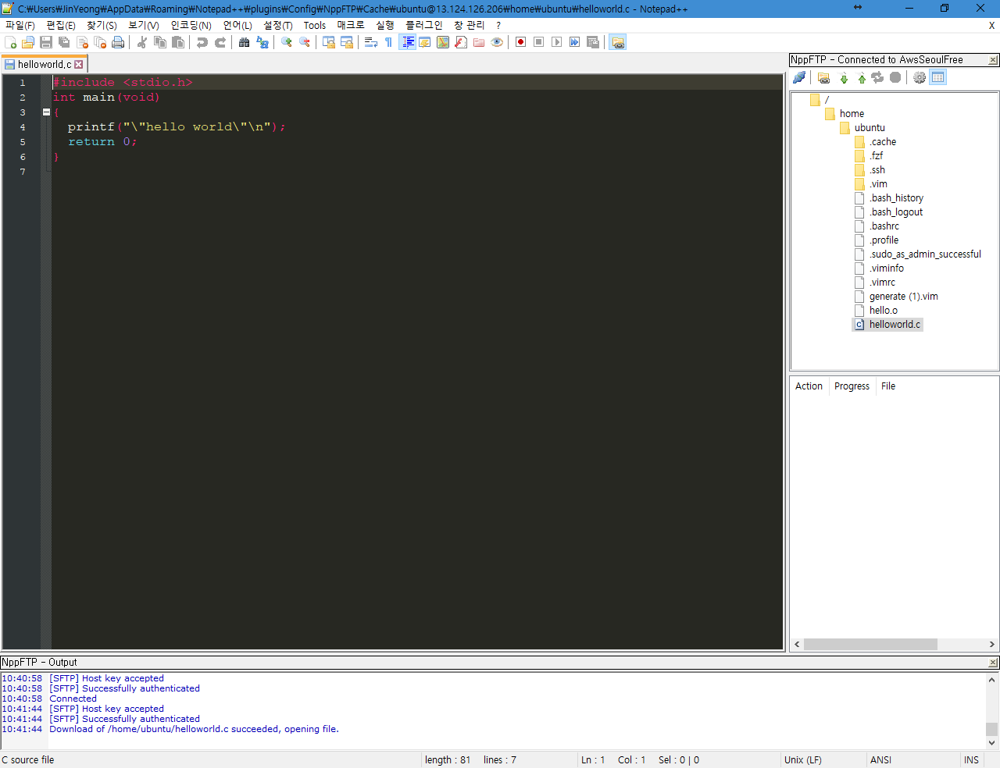 C:₩Users₩JinYeong₩AppData₩Roaming₩Notepad++₩plugins₩Config₩NppFTP₩Cache₩ubuntu@13.124.126.206₩home₩ubuntu₩helloworld.c - Notepad++
파일(F) 편집(E) 찾기(S) 보기(V) 인코딩(N) 언어(L) 설정(T) Tools 매크로 실행 플러그인 창 관리 ? X
helloworld.c
1 #include <stdio.h>
2 int main(void)
3 {
4 printf("\"hello world\"\n");
5 return 0;
6 }
7
NppFTP - Connected to AwsSeoulFree
/
home
ubuntu
.cache
.fzf
.ssh
.vim
.bash_history
.bash_logout
.bashrc
.profile
.sudo_as_admin_successful
.viminfo
.vimrc
generate (1).vim
hello.o
helloworld.c
Action Progress File
NppFTP - Output
10:40:58 [SFTP] Host key accepted
10:40:58 [SFTP] Successfully authenticated
10:40:58 Connected
10:41:44 [SFTP] Host key accepted
10:41:44 [SFTP] Successfully authenticated
10:41:44 Download of /home/ubuntu/helloworld.c succeeded, opening file.
C source file length : 81 lines : 7 Ln : 1 Col : 1 Sel : 0 | 0 Unix (LF) ANSI INS